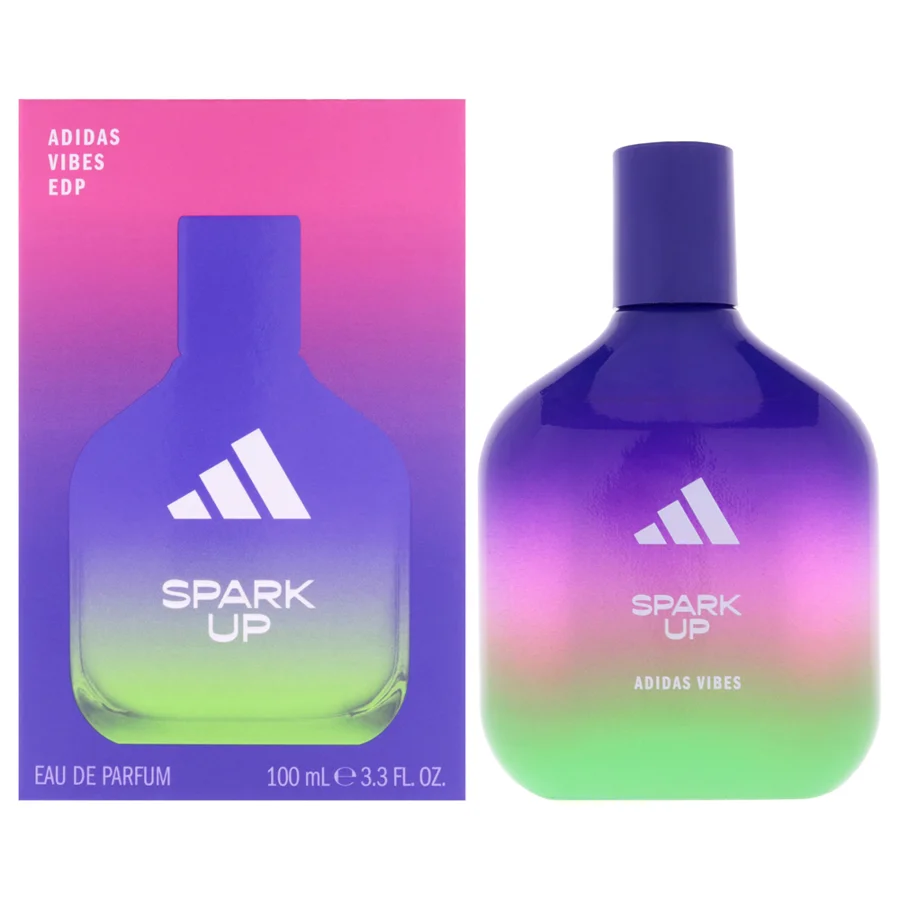 ADIDAS
VIBES
EDP
SPARK
UP
EAU DE PARFUM
100 mL ℮ 3.3 FL. OZ.
SPARK
UP
ADIDAS VIBES